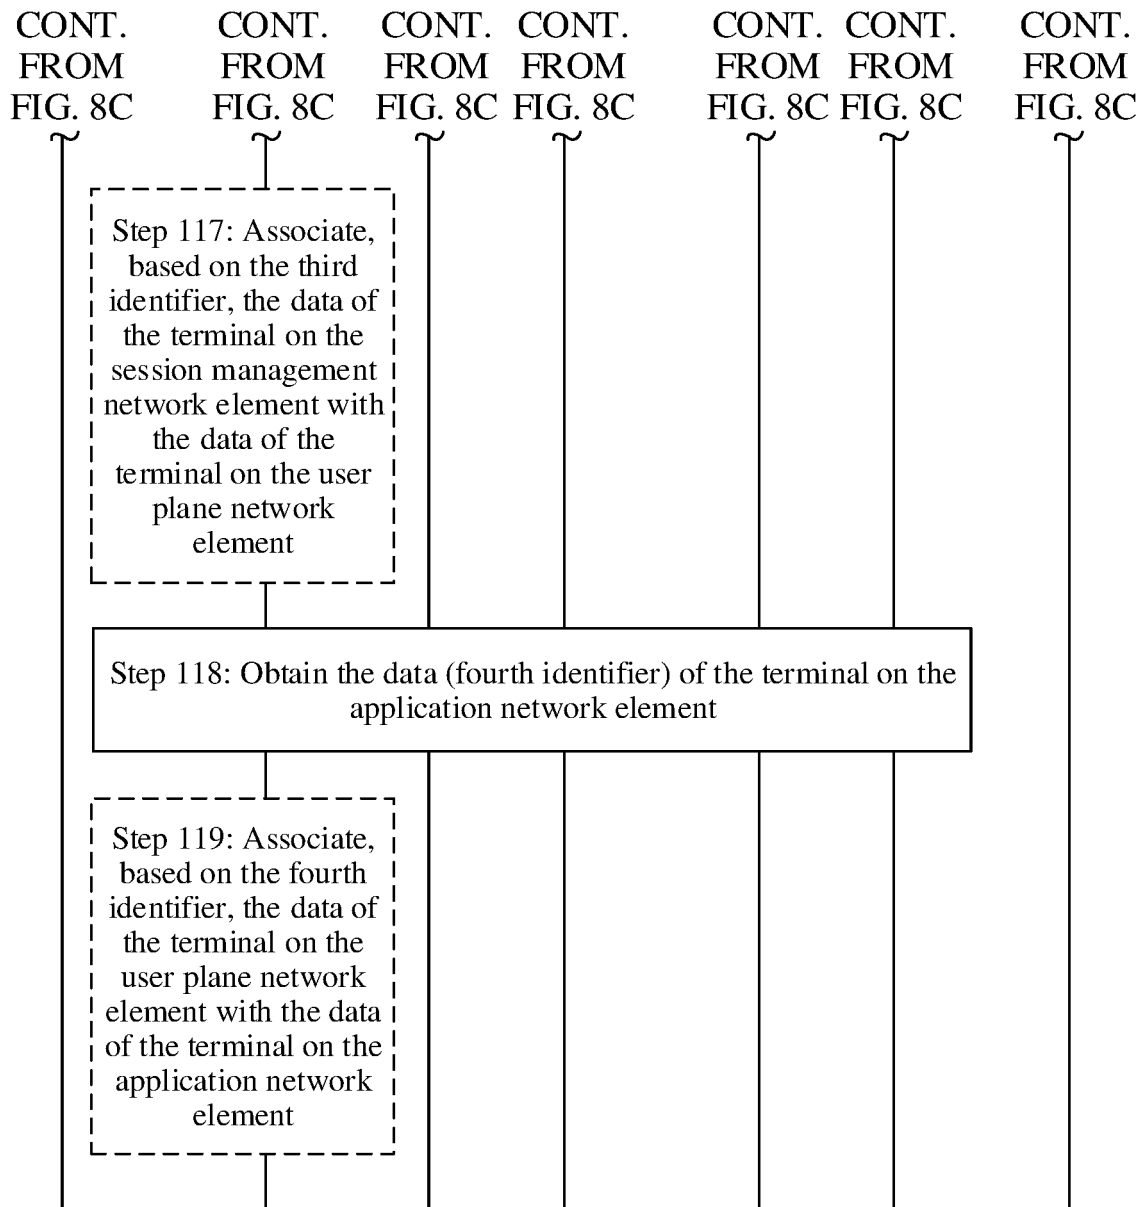 CONT. CONT. CONT. CONT. CONT. CONT. CONT.
FROM FROM FROM FROM FROM FROM FROM
FIG. 8C FIG. 8C FIG. 8C FIG. 8C FIG. 8C FIG. 8C FIG. 8C
Step 117: Associate,
based on the third
identifier, the data of
the terminal on the
session management
network element with
the data of the
terminal on the user
plane network
element
Step 118: Obtain the data (fourth identifier) of the terminal on the
application network element
Step 119: Associate,
based on the fourth
identifier, the data of
the terminal on the
user plane network
element with the data
of the terminal on the
application network
element